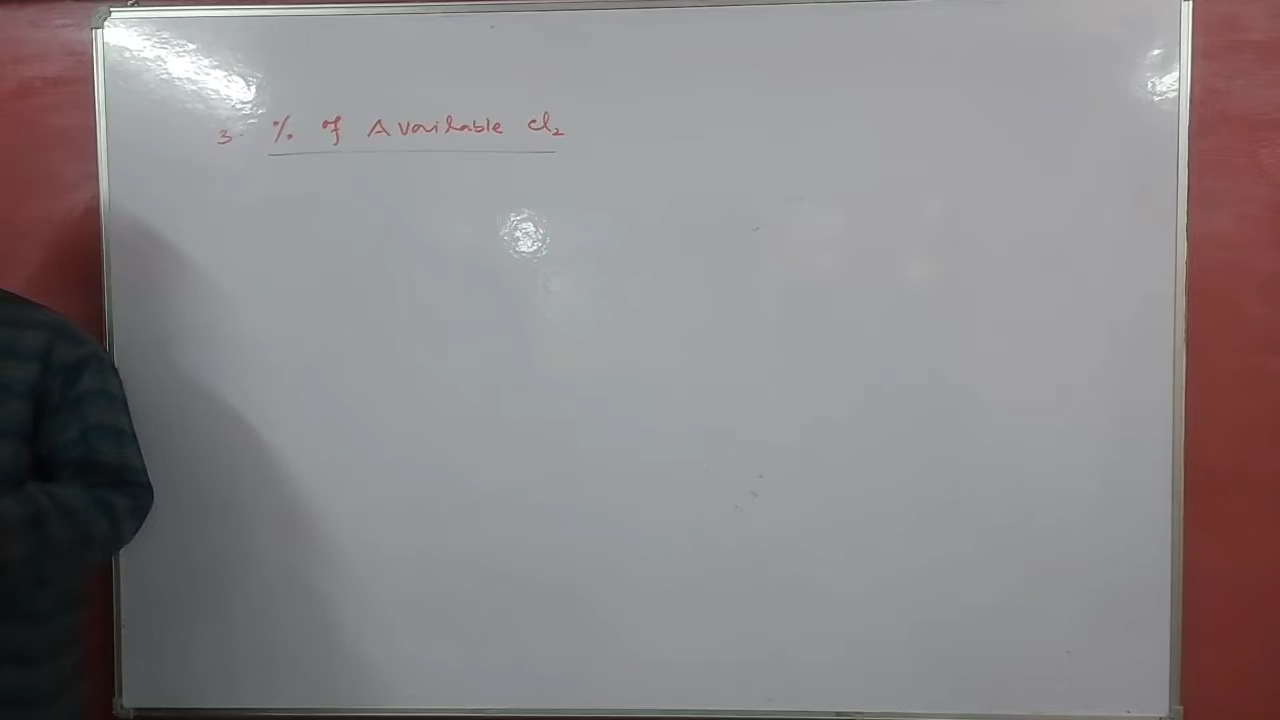 3. % of Available Cl₂